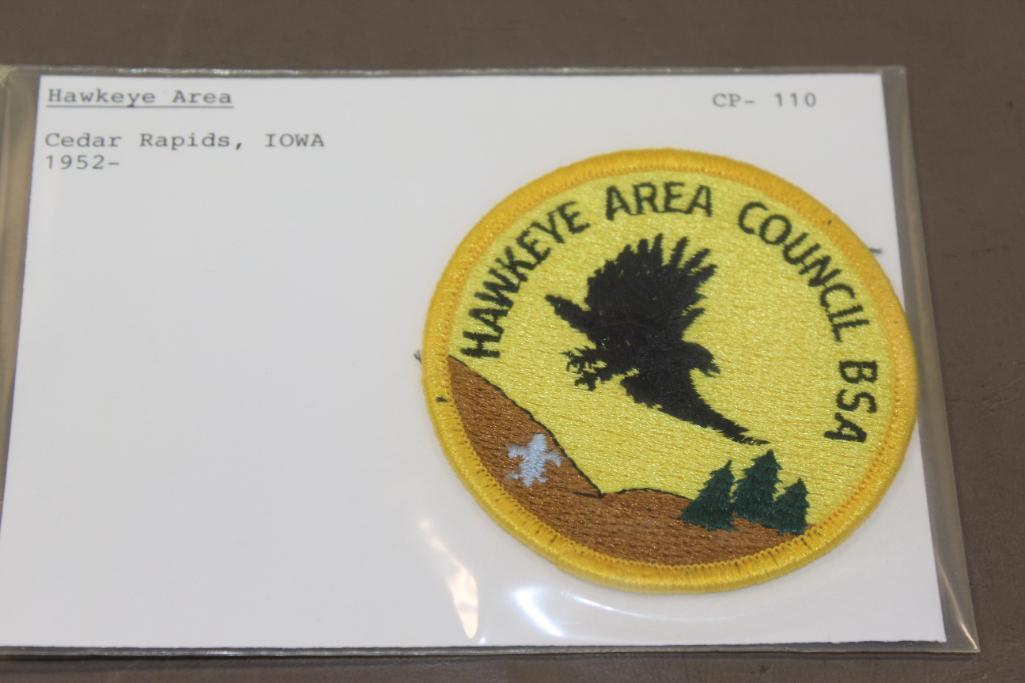 Hawkeye Area
CP- 110
Cedar Rapids, IOWA
1952-
HAWKEYE AREA COUNCIL BSA